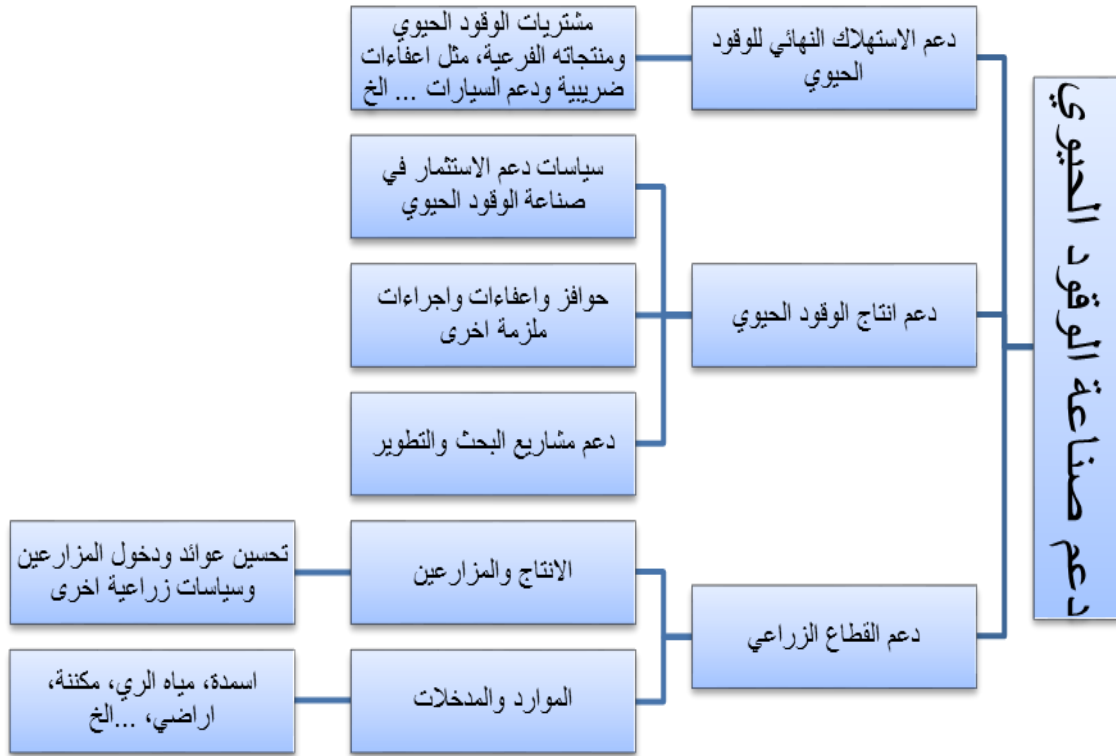 دعم صناعة الوقود الحيوي
دعم الاستهلاك النهائي للوقود
الحيوي
مشتريات الوقود الحيوي
ومنتجاته الفرعية، مثل اعفاءات
ضريبية ودعم السيارات ... الخ
دعم انتاج الوقود الحيوي
سياسات دعم الاستثمار في
صناعة الوقود الحيوي
حوافز واعفاءات واجراءات
ملزمة اخرى
دعم مشاريع البحث والتطوير
دعم القطاع الزراعي
الانتاج والمزارعين
تحسين عوائد ودخول المزارعين
وسياسات زراعية اخرى
الموارد والمدخلات
اسمدة، مياه الري، مكننة،
اراضي، ...الخ